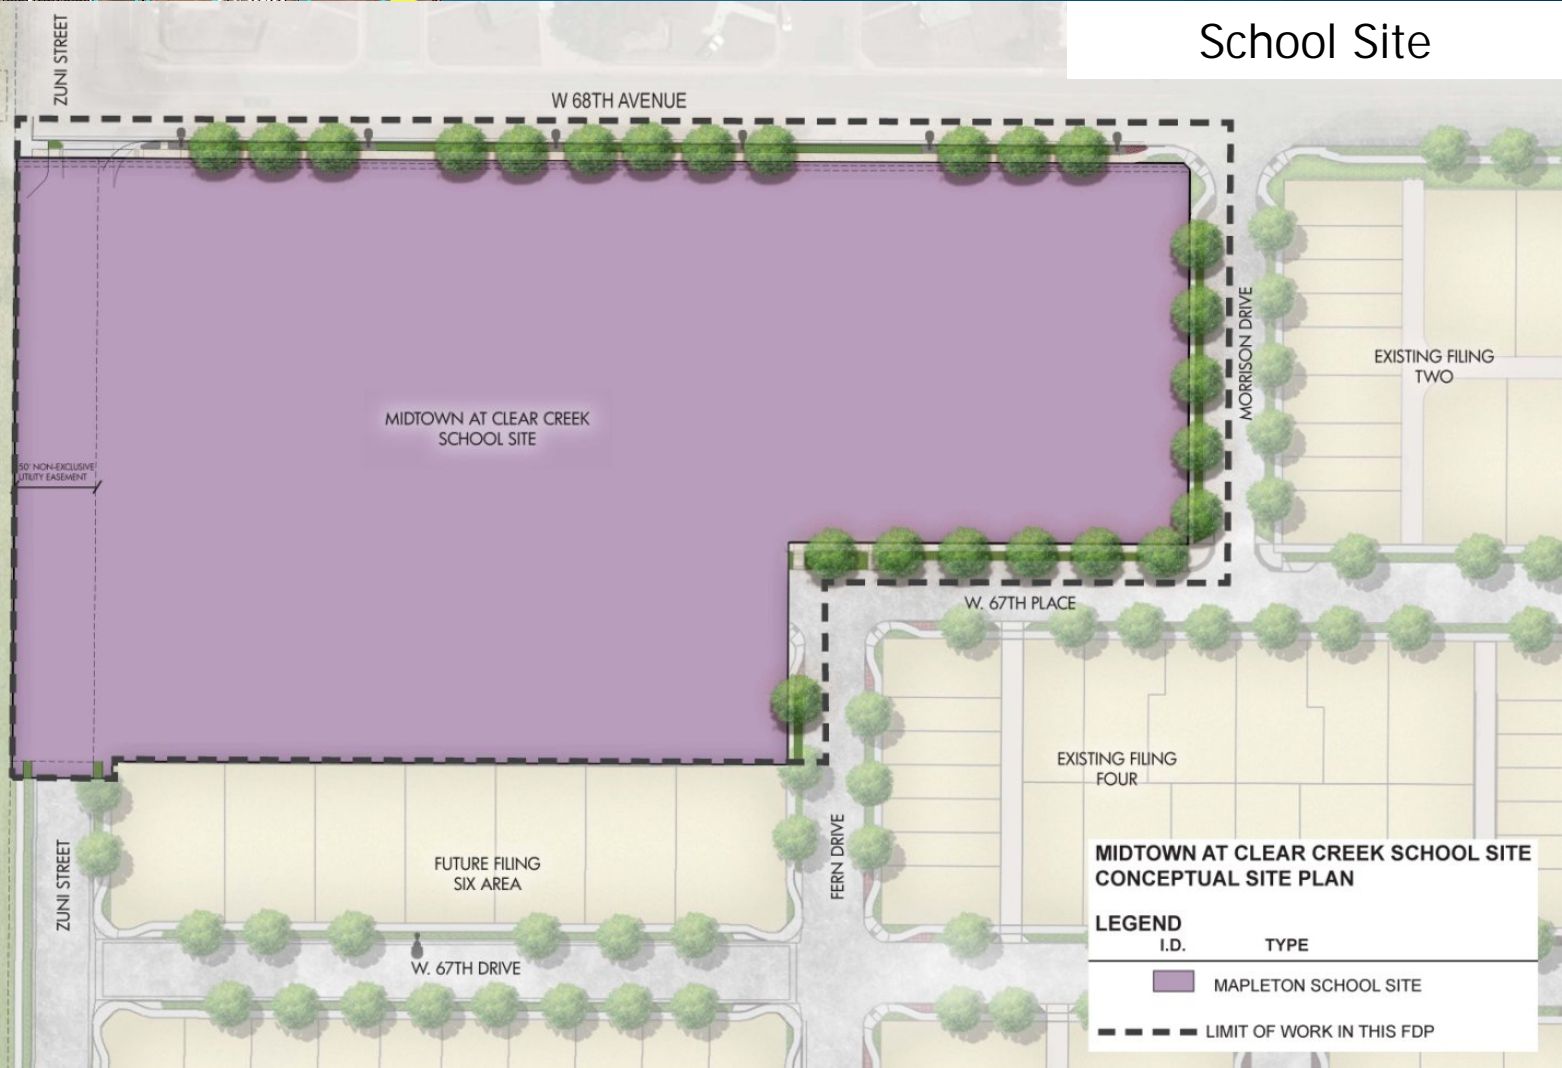 School Site
ZUNI STREET
W 68TH AVENUE
MORRISON DRIVE
EXISTING FILING
TWO
MIDTOWN AT CLEAR CREEK
SCHOOL SITE
50' NON-EXCLUSIVE
UTILITY EASEMENT
W. 67TH PLACE
EXISTING FILING
FOUR
FUTURE FILING
SIX AREA
ZUNI STREET
FERN DRIVE
W. 67TH DRIVE
MIDTOWN AT CLEAR CREEK SCHOOL SITE
CONCEPTUAL SITE PLAN
LEGEND
I.D. TYPE
MAPLETON SCHOOL SITE
LIMIT OF WORK IN THIS FDP